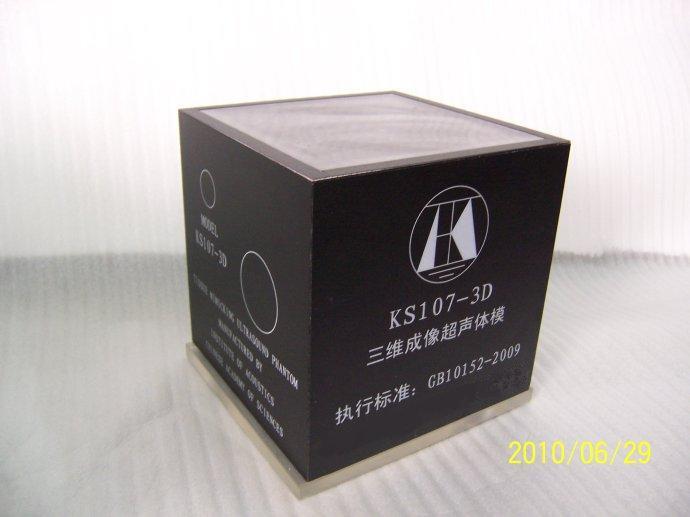 MODEL
KS107-3D
TISSUE MIMICKING ULTRASOUND PHANTOM
MANUFACTURED BY
INSTITUTE OF ACOUSTICS
CHINESE ACADEMY OF SCIENCES
KS107-3D
三维成像超声体模
执行标准：GB10152-2009
2010/06/29